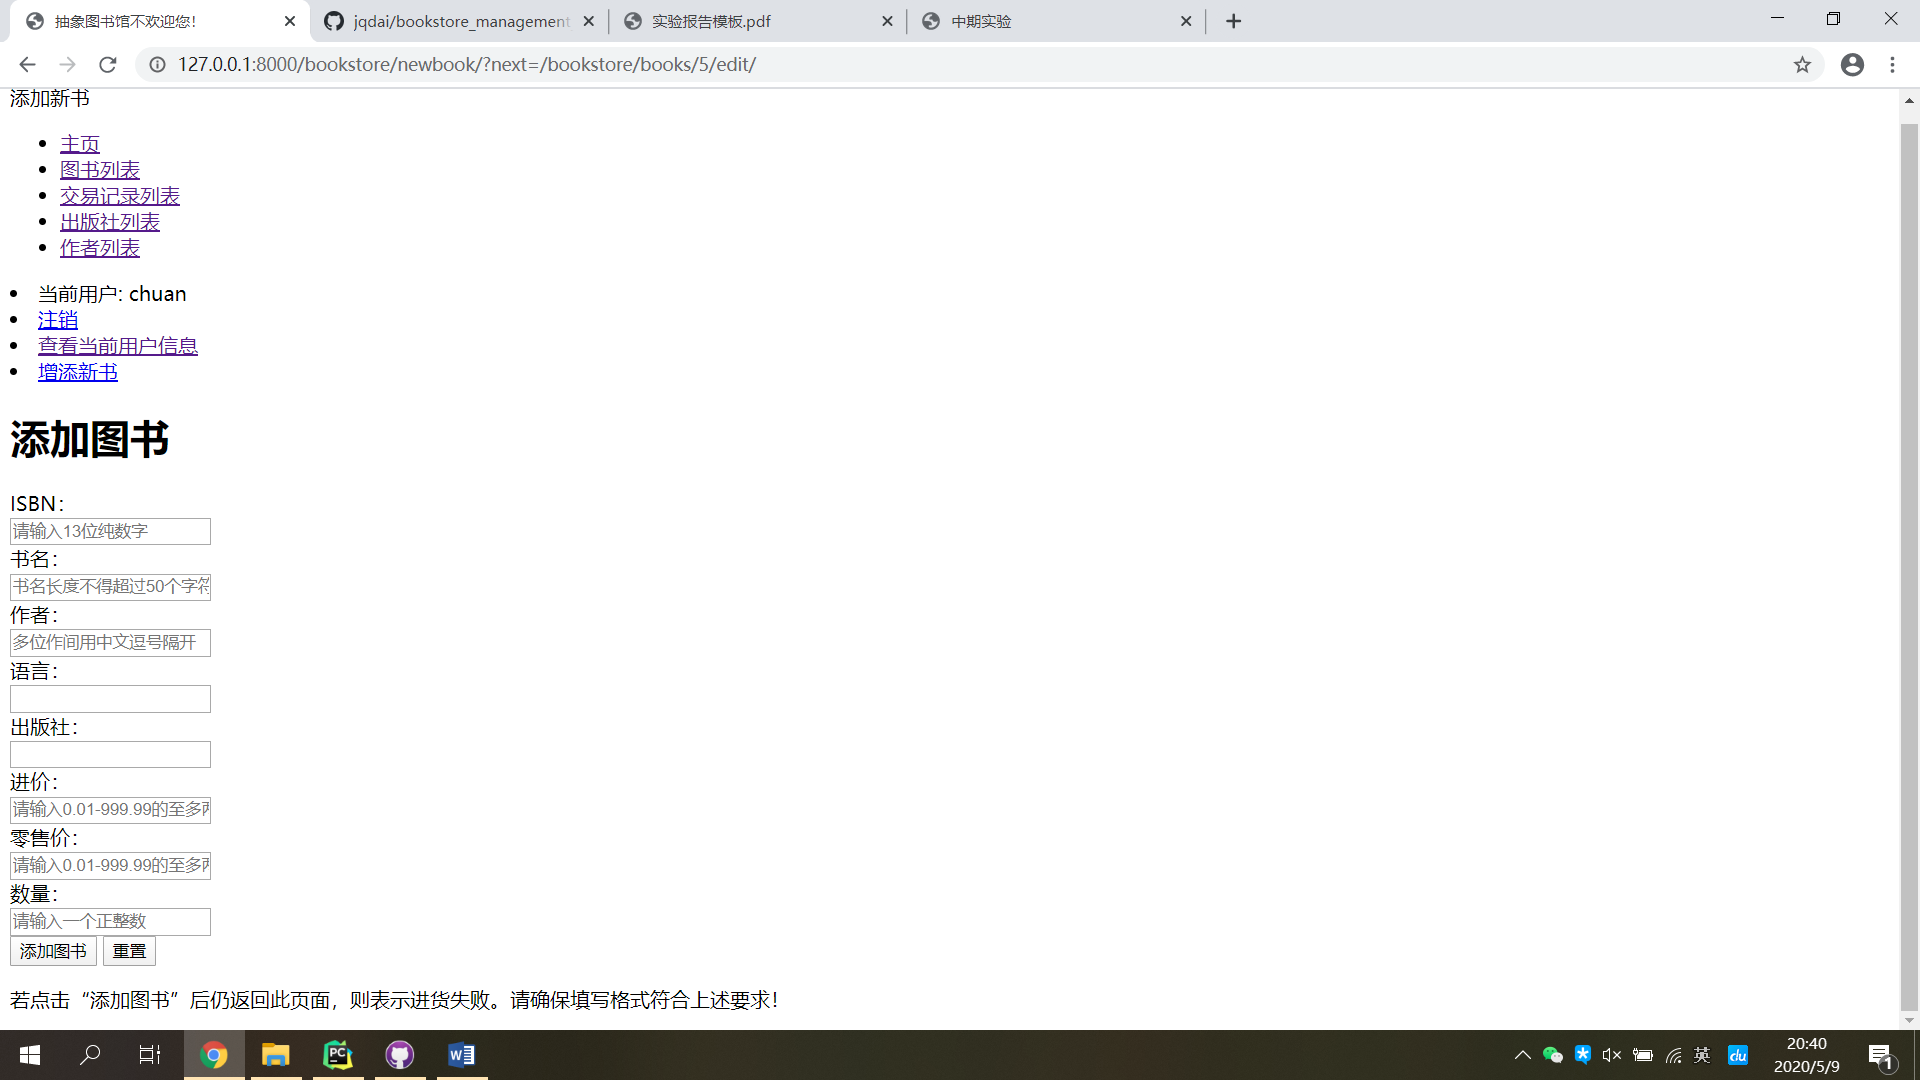 抽象图书馆不欢迎您!
jqdai/bookstore_management
实验报告模板.pdf
中期实验
127.0.0.1:8000/bookstore/newbook/?next=/bookstore/books/5/edit/
添加新书
主页
图书列表
交易记录列表
出版社列表
作者列表
当前用户: chuan
注销
查看当前用户信息
增添新书
添加图书
ISBN：
请输入13位纯数字
书名：
书名长度不得超过50个字符
作者：
多位作间用中文逗号隔开
语言：
出版社：
进价：
请输入0.01-999.99的至多
零售价：
请输入0.01-999.99的至多
数量：
请输入一个正整数
添加图书 重置
若点击“添加图书”后仍返回此页面，则表示进货失败。请确保填写格式符合上述要求！
PC
W
英
du
20:40
2020/5/9
1